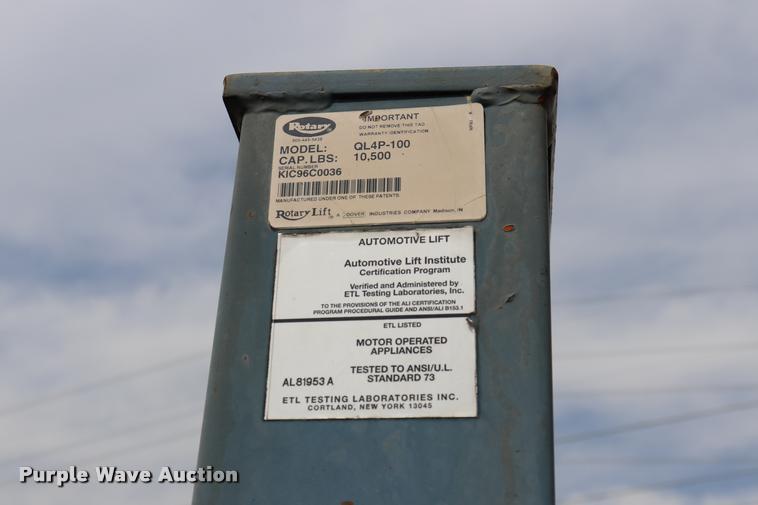 Rotary
IMPORTANT
DO NOT REMOVE THIS TAG
WARRANTY IDENTIFICATION
MODEL: QL4P-100
CAP. LBS: 10,500
SERIAL NUMBER
KIC96C0036
MANUFACTURED UNDER ONE OF THESE PATENTS
Rotary Lift A DOVER INDUSTRIES COMPANY Madison, IN
AUTOMOTIVE LIFT
Automotive Lift Institute
Certification Program
Verified and Administered by
ETL Testing Laboratories, Inc.
TO THE PROVISIONS OF THE ALI CERTIFICATION
PROGRAM PROCEDURAL GUIDE AND ANSI/ALI B153.1
ETL LISTED
MOTOR OPERATED
APPLIANCES
TESTED TO ANSI/U.L.
STANDARD 73
AL81953 A
ETL TESTING LABORATORIES INC.
CORTLAND, NEW YORK 13045
Purple Wave Auction